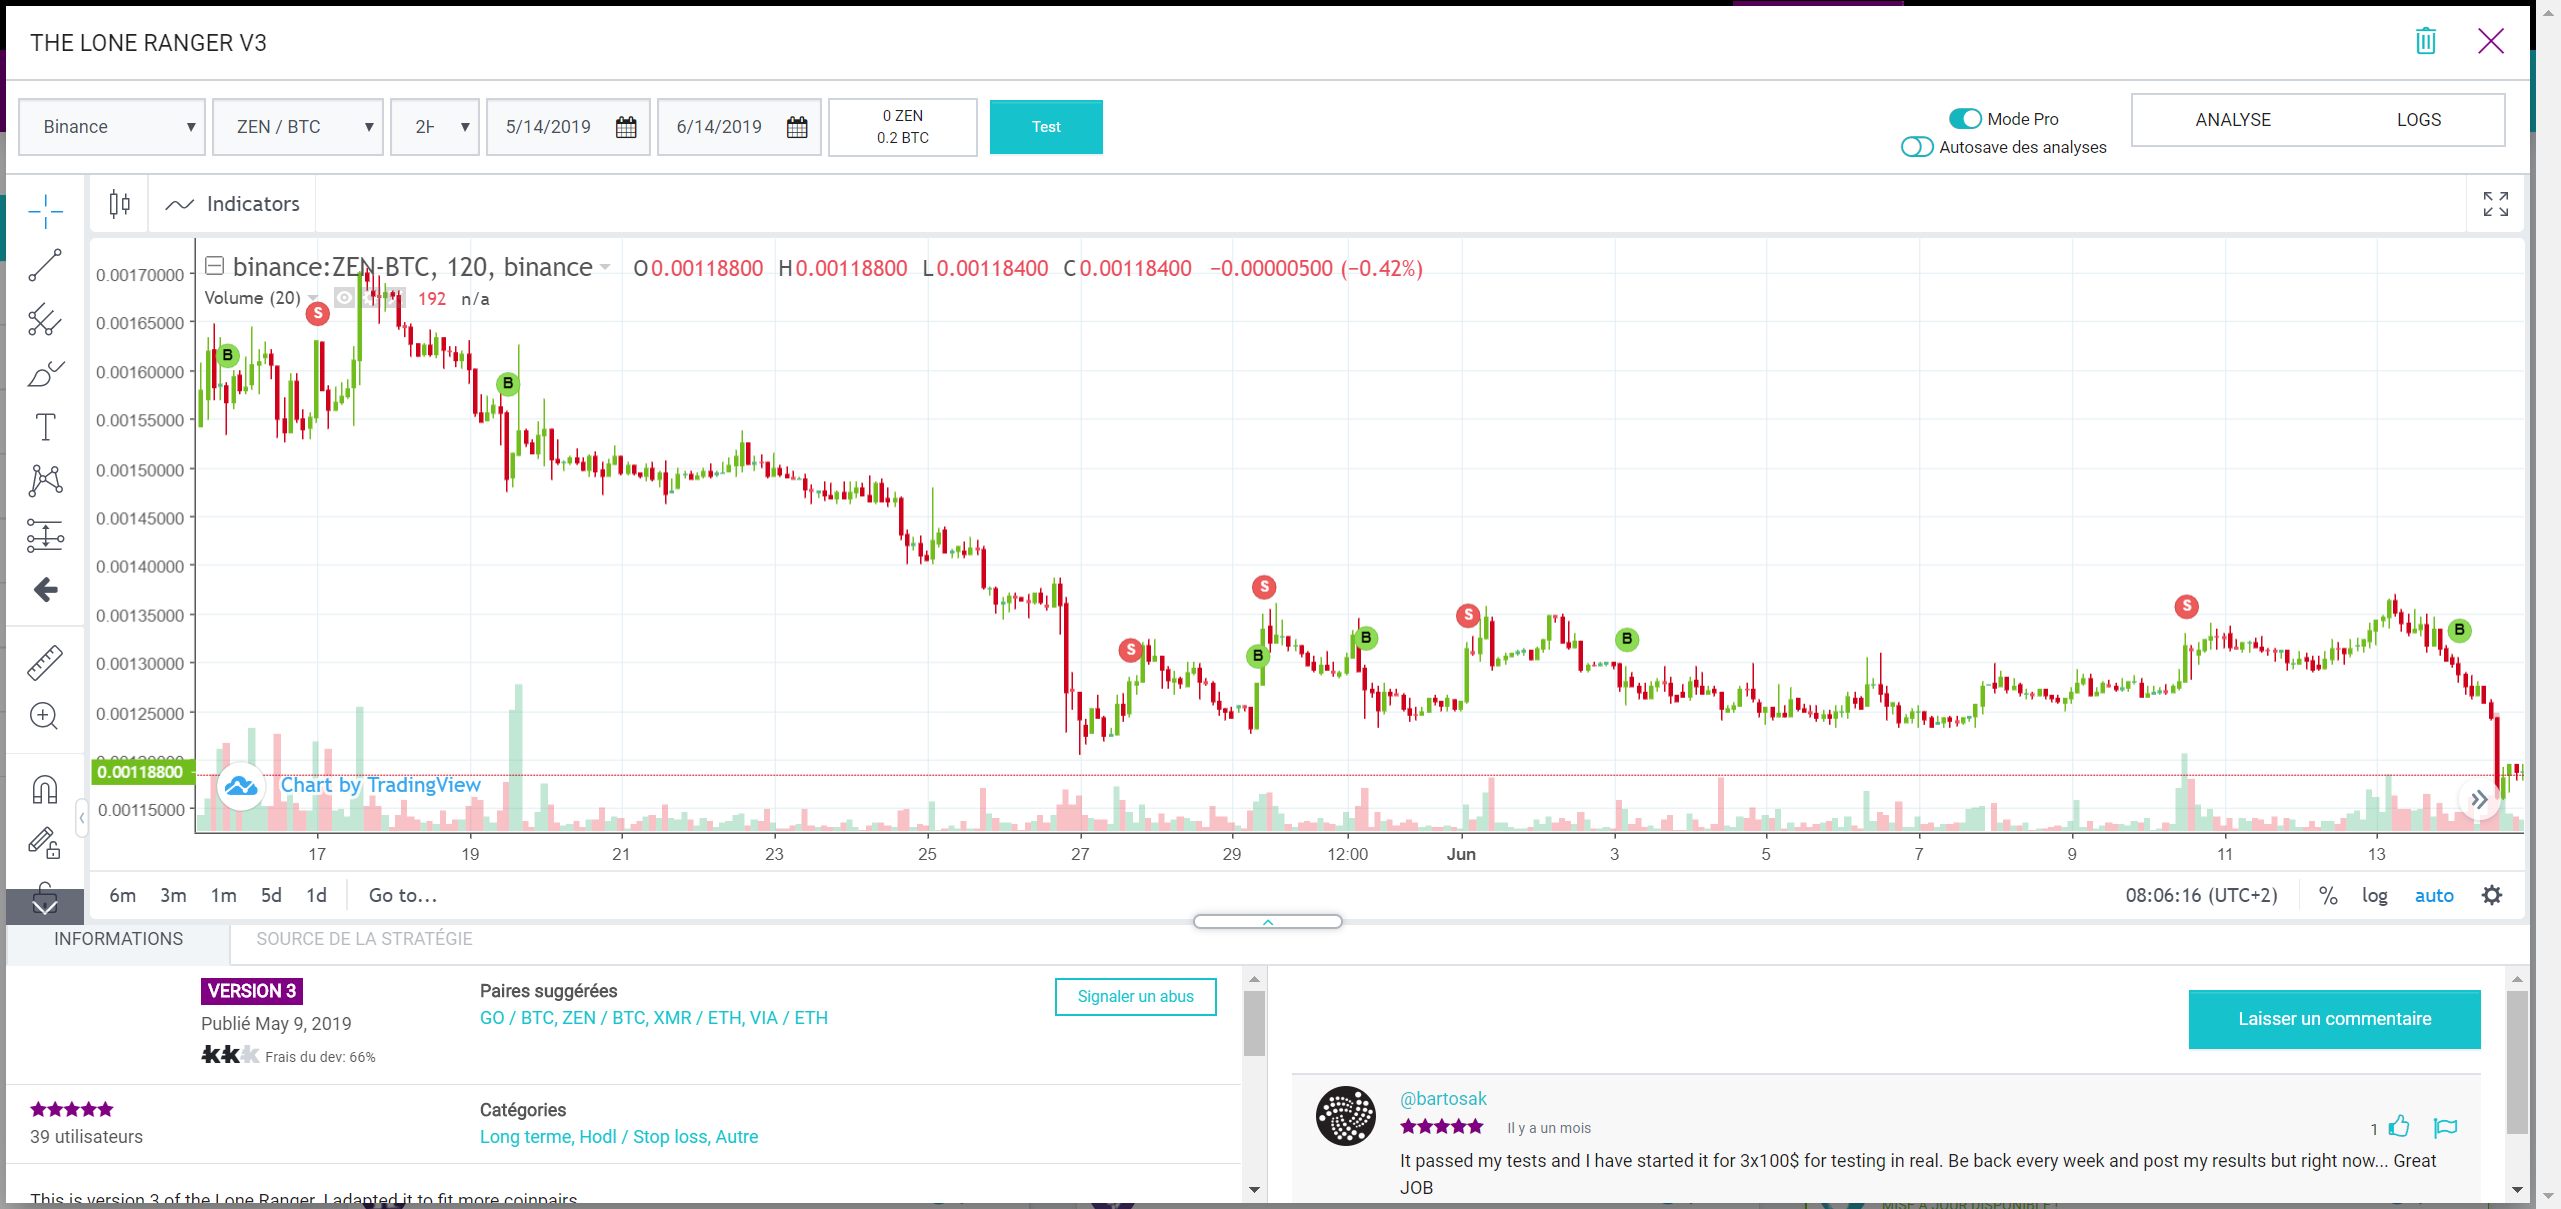 THE LONE RANGER V3
Binance
ZEN / BTC
2H
5/14/2019
6/14/2019
0 ZEN
0.2 BTC
Test
Mode Pro
Autosave des analyses
ANALYSE
LOGS
Indicators
binance:ZEN-BTC, 120, binance
O0.00118800 H0.00118800 L0.00118400 C0.00118400 −0.00000500 (−0.42%)
Volume (20)
192 n/a
0.00170000
0.00165000
0.00160000
0.00155000
0.00150000
0.00145000
0.00140000
0.00135000
0.00130000
0.00125000
0.00118800
0.00115000
B
S
B
S
S
B
B
S
B
S
B
Chart by TradingView
17
19
21
23
25
27
29
12:00
Jun
3
5
7
9
11
13
6m 3m 1m 5d 1d Go to...
08:06:16 (UTC+2) % log auto
INFORMATIONS
SOURCE DE LA STRATÉGIE
VERSION 3
Publié May 9, 2019
Frais du dev: 66%
Paires suggérées
GO / BTC, ZEN / BTC, XMR / ETH, VIA / ETH
Signaler un abus
39 utilisateurs
Catégories
Long terme, Hodl / Stop loss, Autre
This is version 3 of the Lone Ranger. I adapted it to fit more coinpairs
Laisser un commentaire
@bartosak
Il y a un mois
1
It passed my tests and I have started it for 3x100$ for testing in real. Be back every week and post my results but right now... Great
JOB
MISE À JOUR DISPONIBLE !